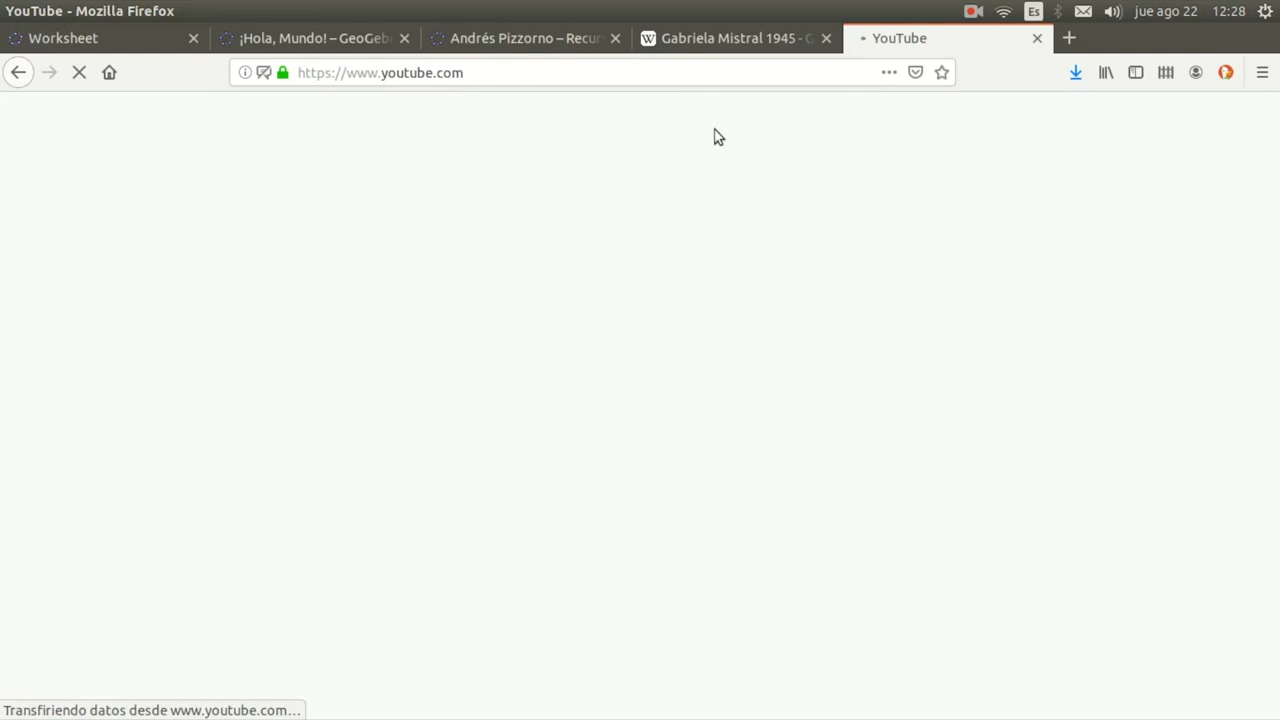 YouTube - Mozilla Firefox
Es
jue ago 22 12:28
Worksheet
¡Hola, Mundo! – GeoGeb
Andrés Pizzorno – Recur
W Gabriela Mistral 1945 - G
YouTube
https://www.youtube.com
Transfiriendo datos desde www.youtube.com…